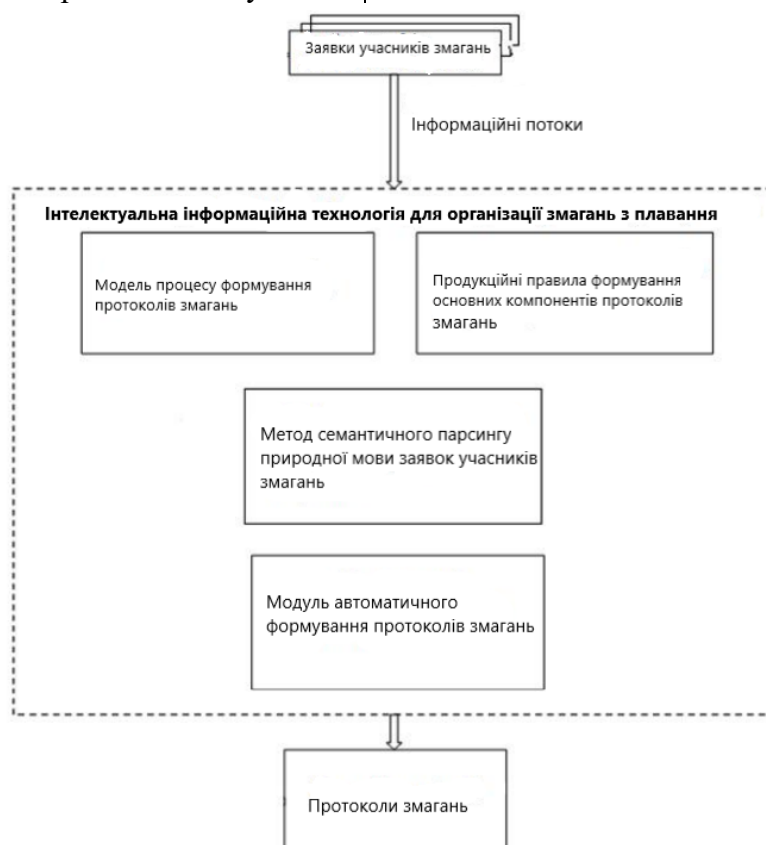 Заявки учасників змагань
Інформаційні потоки
Інтелектуальна інформаційна технологія для організації змагань з плавання
Модель процесу формування
протоколів змагань
Продукційні правила формування
основних компонентів протоколів
змагань
Метод семантичного парсингу
природної мови заявок учасників
змагань
Модуль автоматичного
формування протоколів змагань
Протоколи змагань